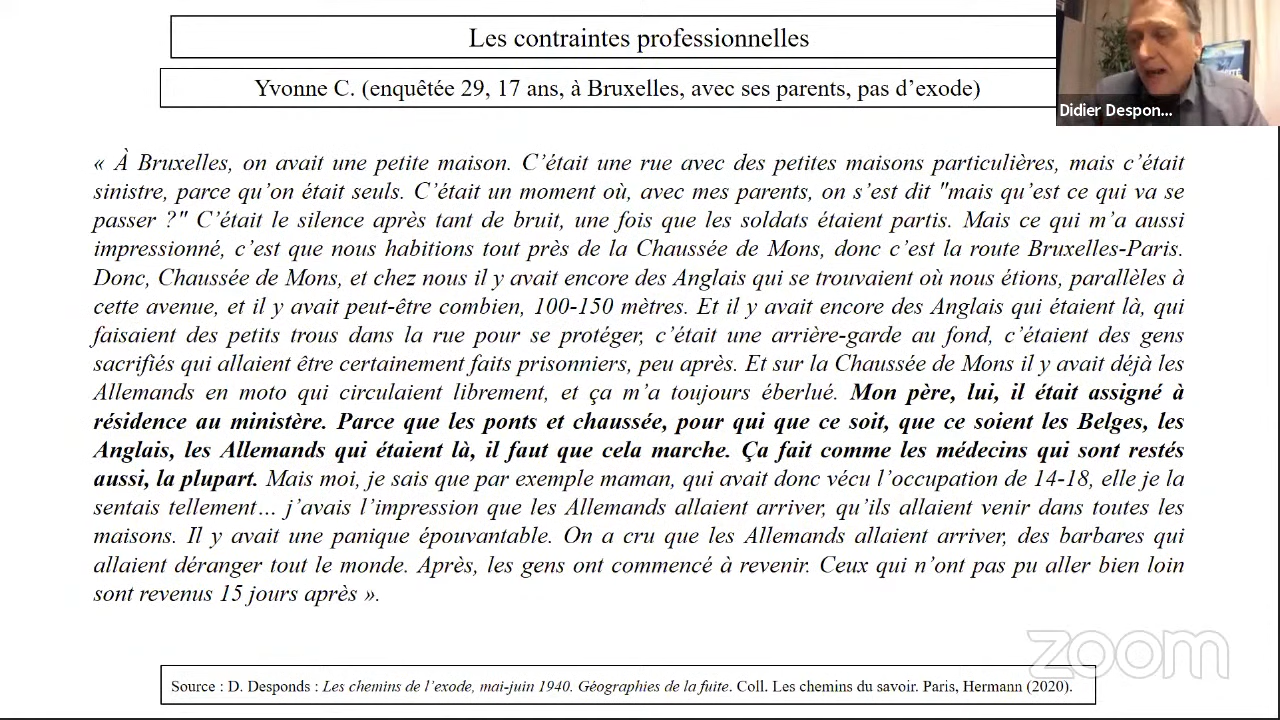 Les contraintes professionnelles
Yvonne C. (enquêtée 29, 17 ans, à Bruxelles, avec ses parents, pas d’exode)
Didier Despon...
« À Bruxelles, on avait une petite maison. C’était une rue avec des petites maisons particulières, mais c’était
sinistre, parce qu’on était seuls. C’était un moment où, avec mes parents, on s’est dit "mais qu’est ce qui va se
passer ?" C’était le silence après tant de bruit, une fois que les soldats étaient partis. Mais ce qui m’a aussi
impressionné, c’est que nous habitions tout près de la Chaussée de Mons, donc c’est la route Bruxelles-Paris.
Donc, Chaussée de Mons, et chez nous il y avait encore des Anglais qui se trouvaient où nous étions, parallèles à
cette avenue, et il y avait peut-être combien, 100-150 mètres. Et il y avait encore des Anglais qui étaient là, qui
faisaient des petits trous dans la rue pour se protéger, c’était une arrière-garde au fond, c’étaient des gens
sacrifiés qui allaient être certainement faits prisonniers, peu après. Et sur la Chaussée de Mons il y avait déjà les
Allemands en moto qui circulaient librement, et ça m’a toujours éberlué. Mon père, lui, il était assigné à
résidence au ministère. Parce que les ponts et chaussée, pour qui que ce soit, que ce soient les Belges, les
Anglais, les Allemands qui étaient là, il faut que cela marche. Ça fait comme les médecins qui sont restés
aussi, la plupart. Mais moi, je sais que par exemple maman, qui avait donc vécu l’occupation de 14-18, elle je la
sentais tellement… j’avais l’impression que les Allemands allaient arriver, qu’ils allaient venir dans toutes les
maisons. Il y avait une panique épouvantable. On a cru que les Allemands allaient arriver, des barbares qui
allaient déranger tout le monde. Après, les gens ont commencé à revenir. Ceux qui n’ont pas pu aller bien loin
sont revenus 15 jours après ».
zoom
Source : D. Desponds : Les chemins de l’exode, mai-juin 1940. Géographies de la fuite. Coll. Les chemins du savoir. Paris, Hermann (2020).